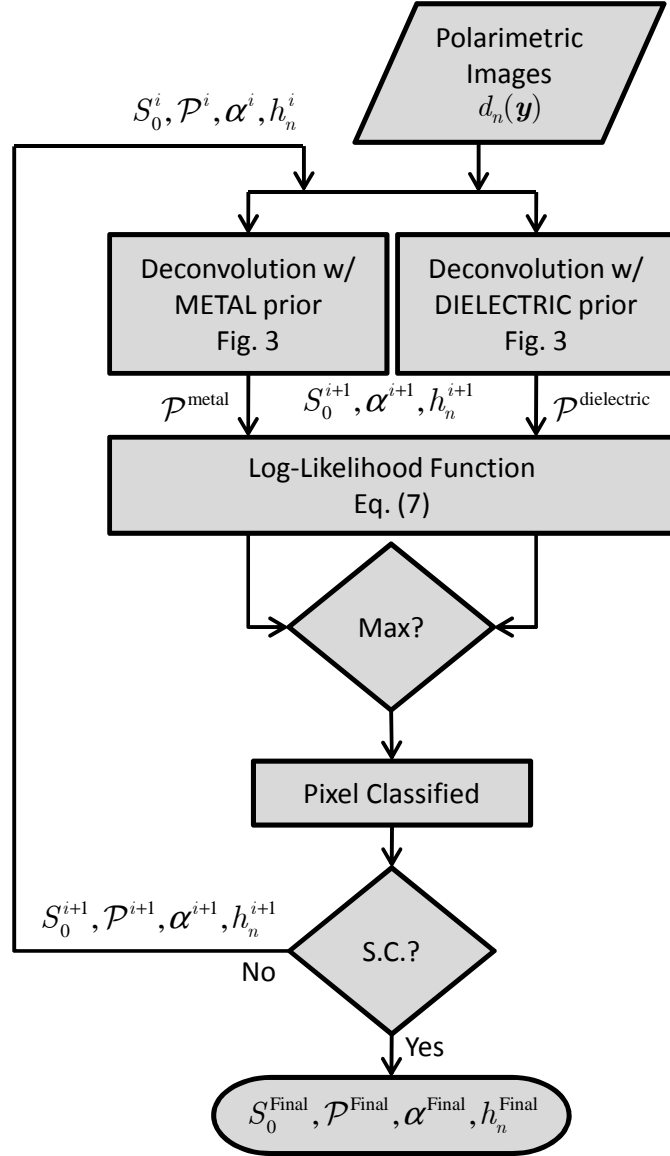 Polarimetric
Images
d_n(y)
S_0^i, 𝒫^i, α^i, h_n^i
Deconvolution w/
METAL prior
Fig. 3
Deconvolution w/
DIELECTRIC prior
Fig. 3
𝒫^metal
S_0^{i+1}, α^{i+1}, h_n^{i+1}
𝒫^dielectric
Log-Likelihood Function
Eq. (7)
Max?
Pixel Classified
S_0^{i+1}, 𝒫^{i+1}, α^{i+1}, h_n^{i+1}
No
S.C.?
Yes
S_0^Final, 𝒫^Final, α^Final, h_n^Final